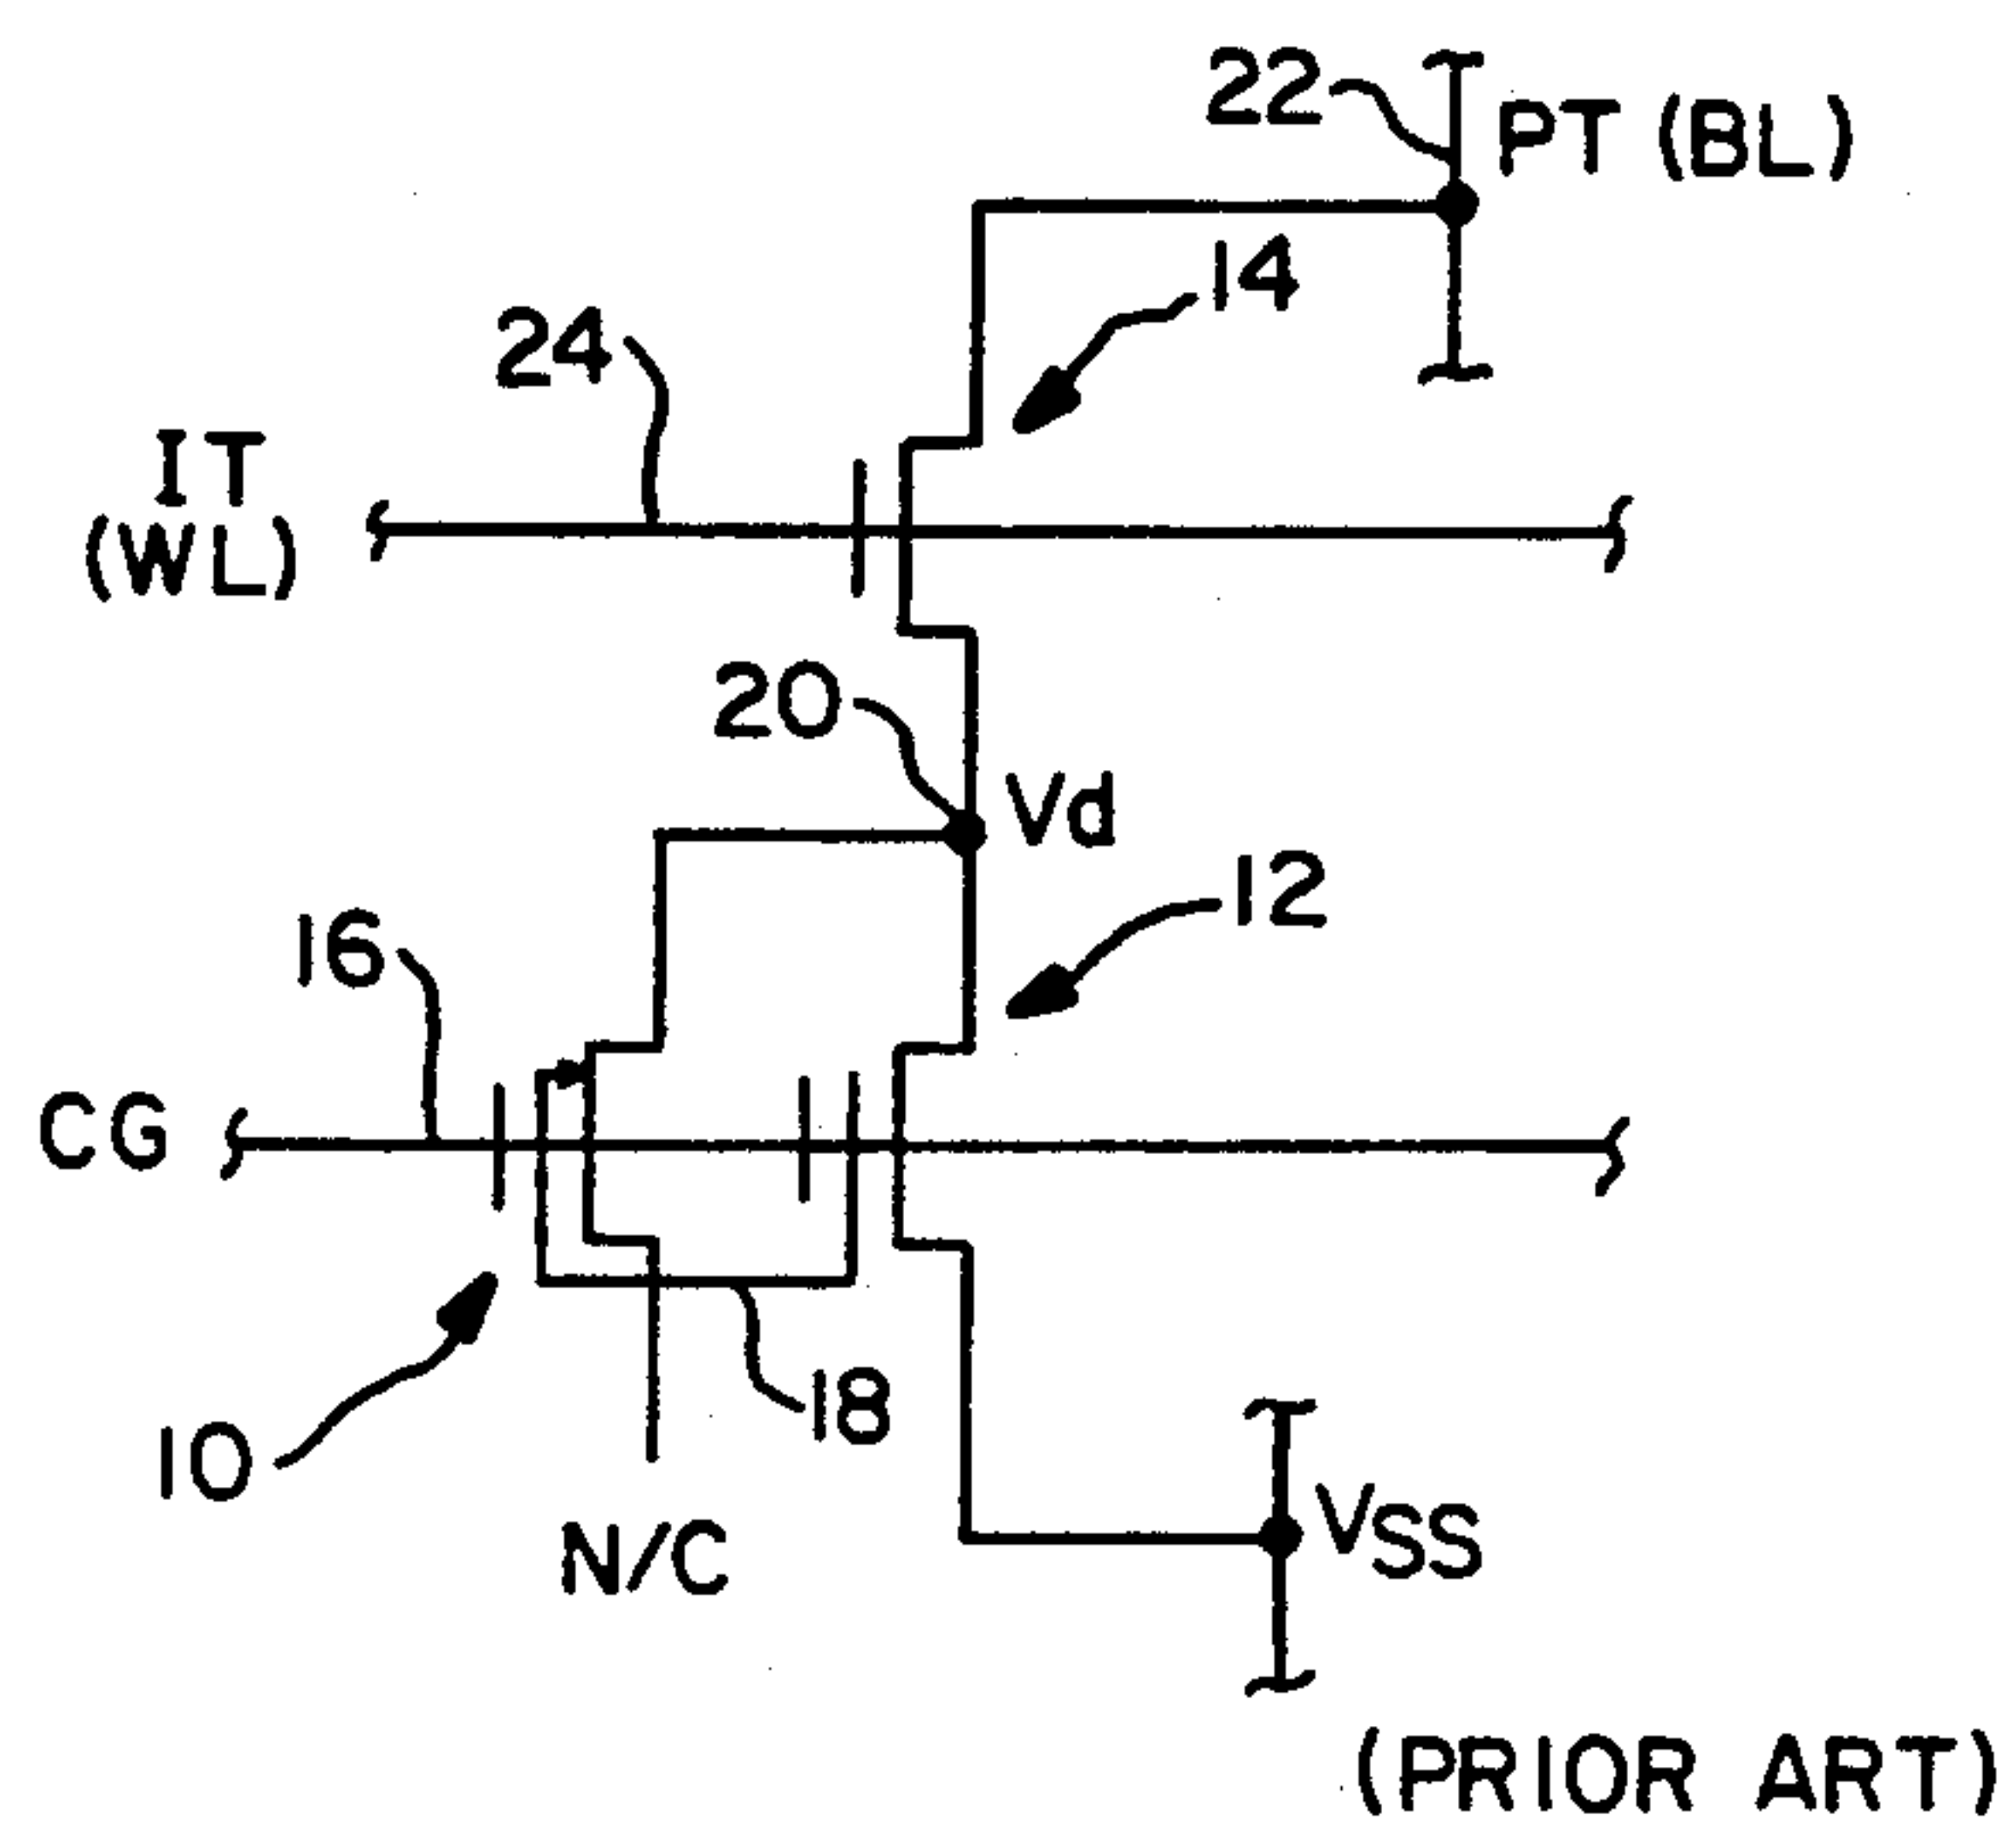 22
PT (BL)
14
24
IT
(WL)
20
Vd
12
16
CG
18
10
N/C
VSS
(PRIOR ART)